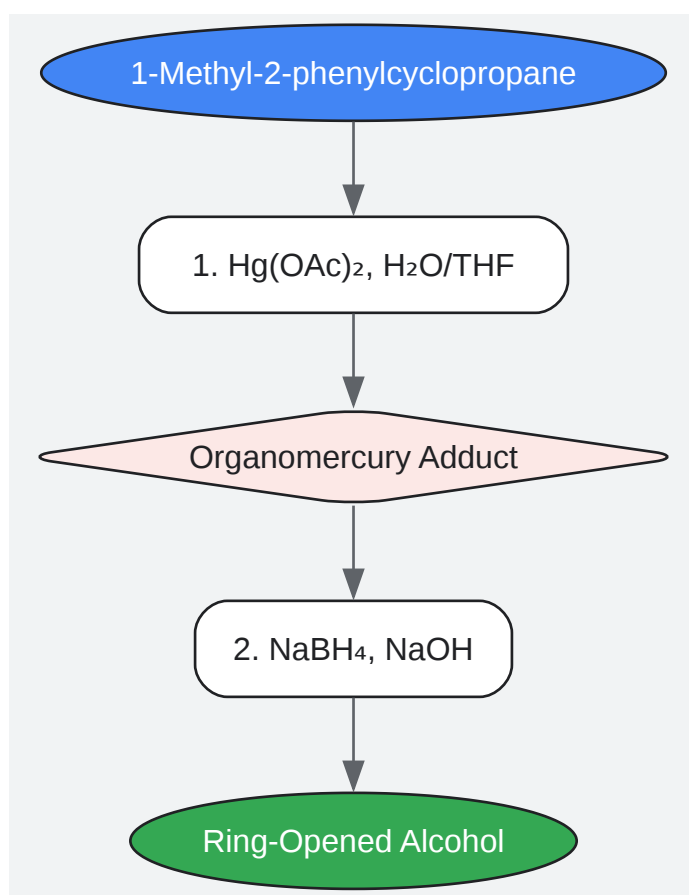 1-Methyl-2-phenylcyclopropane
1. Hg(OAc)₂, H₂O/THF
Organomercury Adduct
2. NaBH₄, NaOH
Ring-Opened Alcohol